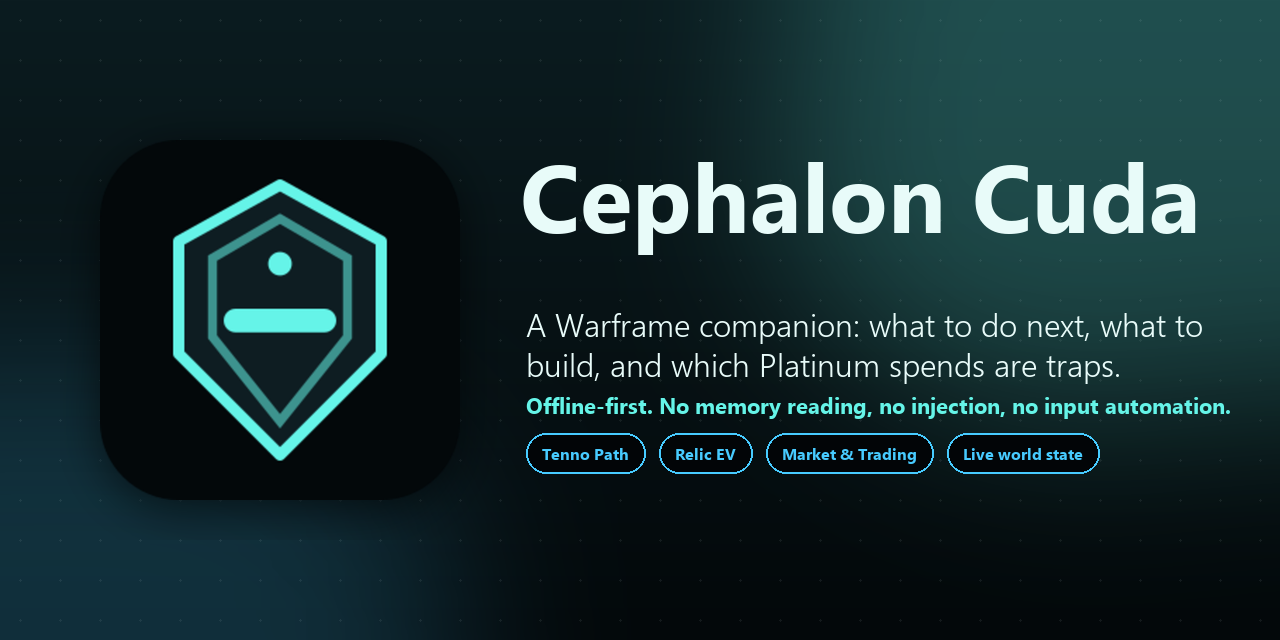 Cephalon Cuda
A Warframe companion: what to do next, what to
build, and which Platinum spends are traps.
Offline-first. No memory reading, no injection, no input automation.
Tenno Path
Relic EV
Market & Trading
Live world state